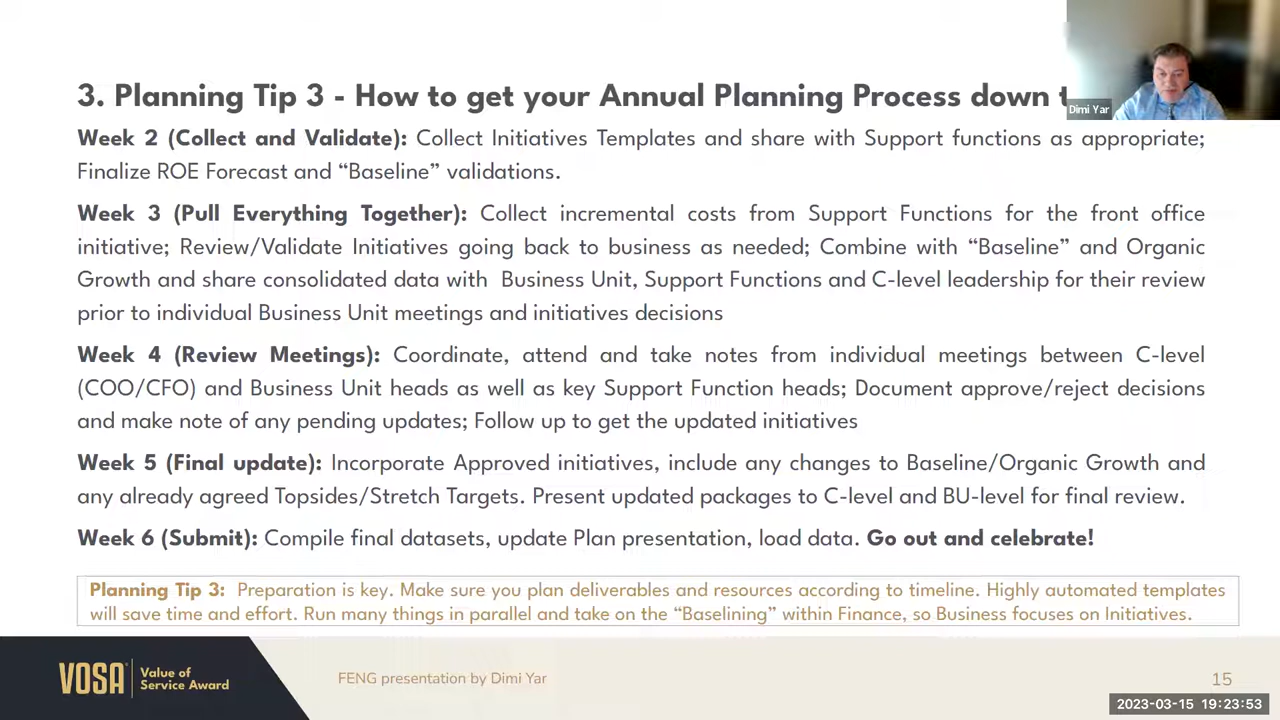 3. Planning Tip 3 - How to get your Annual Planning Process down
Dimi Yar
Week 2 (Collect and Validate): Collect Initiatives Templates and share with Support functions as appropriate;
Finalize ROE Forecast and “Baseline” validations.
Week 3 (Pull Everything Together): Collect incremental costs from Support Functions for the front office
initiative; Review/Validate Initiatives going back to business as needed; Combine with “Baseline” and Organic
Growth and share consolidated data with Business Unit, Support Functions and C-level leadership for their review
prior to individual Business Unit meetings and initiatives decisions
Week 4 (Review Meetings): Coordinate, attend and take notes from individual meetings between C-level
(COO/CFO) and Business Unit heads as well as key Support Function heads; Document approve/reject decisions
and make note of any pending updates; Follow up to get the updated initiatives
Week 5 (Final update): Incorporate Approved initiatives, include any changes to Baseline/Organic Growth and
any already agreed Topsides/Stretch Targets. Present updated packages to C-level and BU-level for final review.
Week 6 (Submit): Compile final datasets, update Plan presentation, load data. Go out and celebrate!
Planning Tip 3: Preparation is key. Make sure you plan deliverables and resources according to timeline. Highly automated templates
will save time and effort. Run many things in parallel and take on the “Baselining” within Finance, so Business focuses on Initiatives.
VOSA
Value of
Service Award
FENG presentation by Dimi Yar
15
2023-03-15 19:23:53